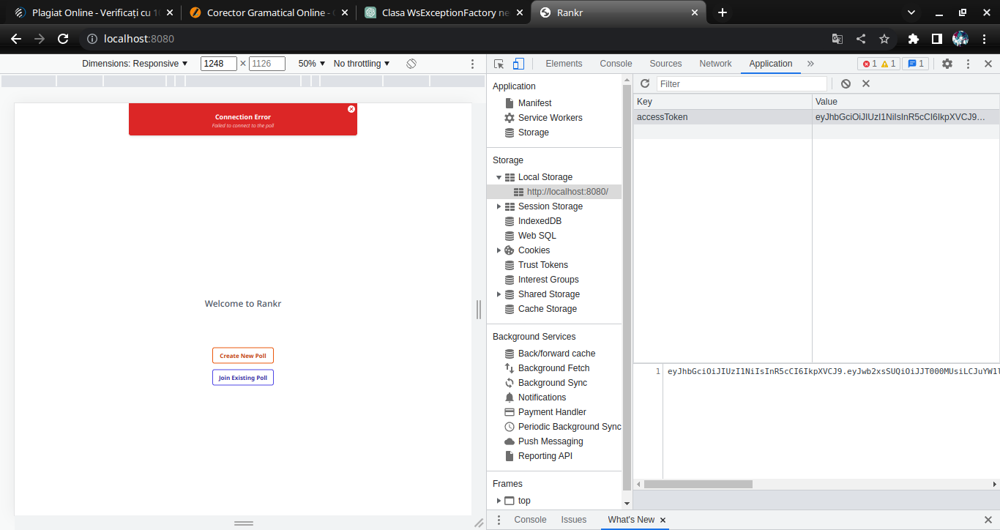 Plagiat Online - Verificați cu 10
Corector Gramatical Online -
Clasa WsExceptionFactory ne
Rankr
localhost:8080
Dimensions: Responsive
1248 × 1126
50%
No throttling
Elements
Console
Sources
Network
Application
1
1
1
Application
Manifest
Service Workers
Storage
Storage
Local Storage
http://localhost:8080/
Session Storage
IndexedDB
Web SQL
Cookies
Trust Tokens
Interest Groups
Shared Storage
Cache Storage
Background Services
Back/forward cache
Background Fetch
Background Sync
Notifications
Payment Handler
Periodic Background Sync
Push Messaging
Reporting API
Frames
top
Filter
Key
Value
accessToken
eyJhbGciOiJIUzI1NiIsInR5cCI6IkpXVCJ9…
1 eyJhbGciOiJIUzI1NiIsInR5cCI6IkpXVCJ9.eyJwb2xsSUQiOiJJT000MUsiLCJuYW1l
Connection Error
Failed to connect to the poll
Welcome to Rankr
Create New Poll
Join Existing Poll
Console
Issues
What's New